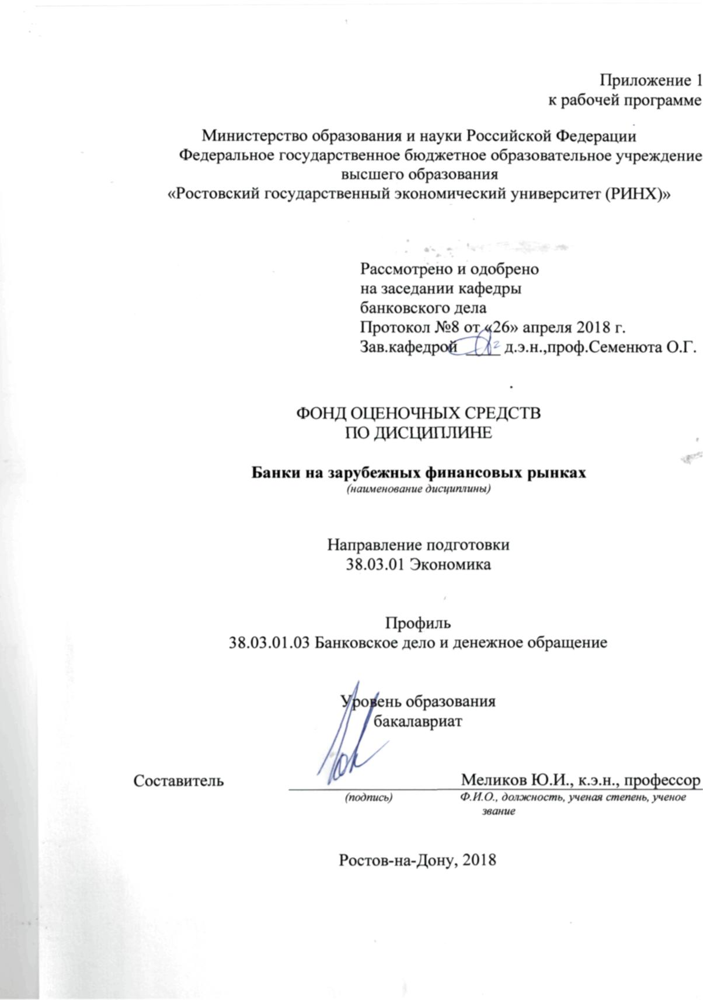 Приложение 1
к рабочей программе
Министерство образования и науки Российской Федерации
Федеральное государственное бюджетное образовательное учреждение
высшего образования
«Ростовский государственный экономический университет (РИНХ)»
Рассмотрено и одобрено
на заседании кафедры
банковского дела
Протокол №8 от «26» апреля 2018 г.
Зав.кафедрой ____ д.э.н.,проф.Семенюта О.Г.
ФОНД ОЦЕНОЧНЫХ СРЕДСТВ
ПО ДИСЦИПЛИНЕ
Банки на зарубежных финансовых рынках
(наименование дисциплины)
Направление подготовки
38.03.01 Экономика
Профиль
38.03.01.03 Банковское дело и денежное обращение
Уровень образования
бакалавриат
Составитель Меликов Ю.И., к.э.н., профессор
(подпись) Ф.И.О., должность, ученая степень, ученое
звание
Ростов-на-Дону, 2018